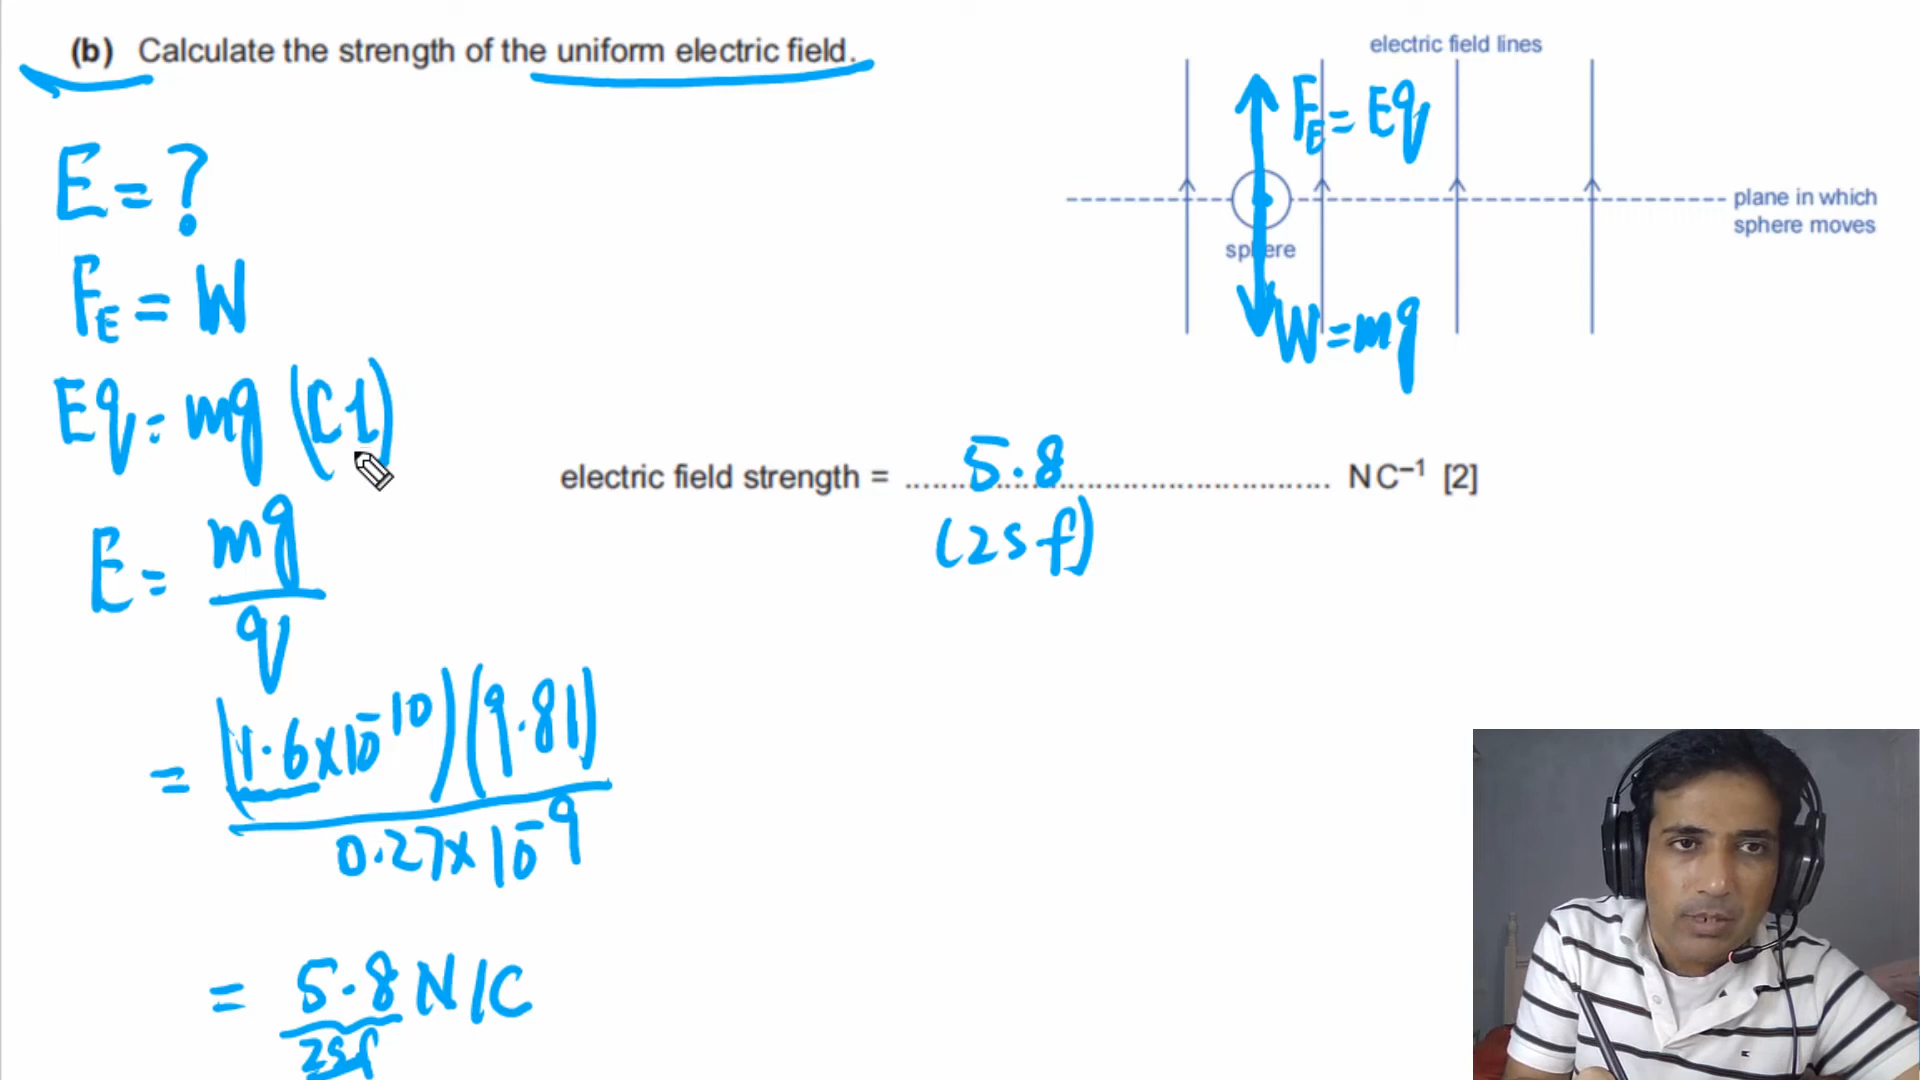 (b) Calculate the strength of the uniform electric field.
electric field lines
F_E = Eq
plane in which
sphere moves
sphere
W = mg
E = ?
F_E = W
Eq = mg (C1)
electric field strength = 5.8 NC⁻¹ [2]
(2sf)
E = mg/q
= (1.6×10⁻¹⁰)(9.81)
0.27×10⁻⁹
= 5.8 N/C
2sf